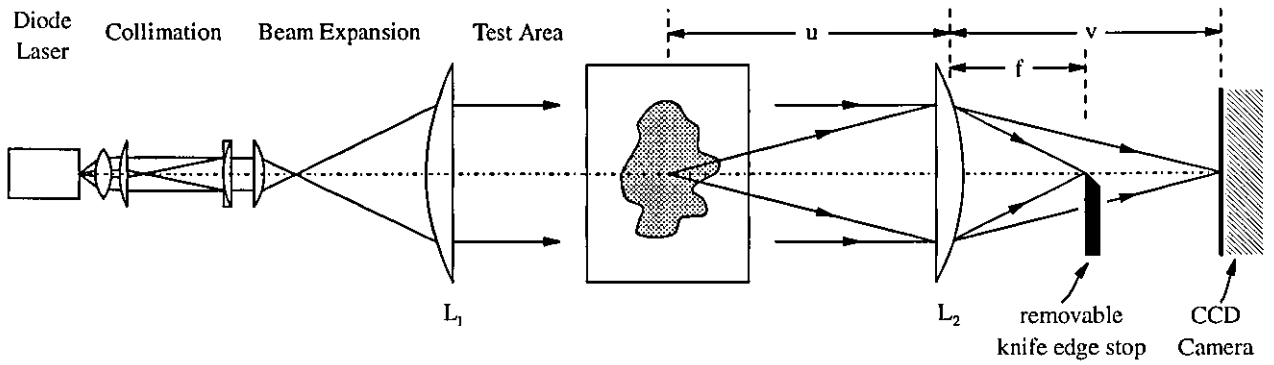 Diode
Laser
Collimation
Beam Expansion
Test Area
u
v
f
L1
L2
removable
knife edge stop
CCD
Camera